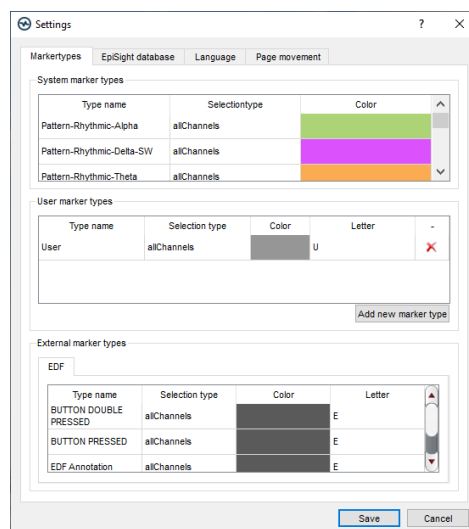 Settings
? ×
Markertypes EpiSight database Language Page movement
System marker types
Type name Selectiontype Color
Pattern-Rhythmic-Alpha allChannels
Pattern-Rhythmic-Delta-SW allChannels
Pattern-Rhythmic-Theta allChannels
User marker types
Type name Selection type Color Letter -
User allChannels U
Add new marker type
External marker types
EDF
Type name Selection type Color Letter
BUTTON DOUBLE
PRESSED allChannels E
BUTTON PRESSED allChannels E
EDF Annotation allChannels E
Save Cancel